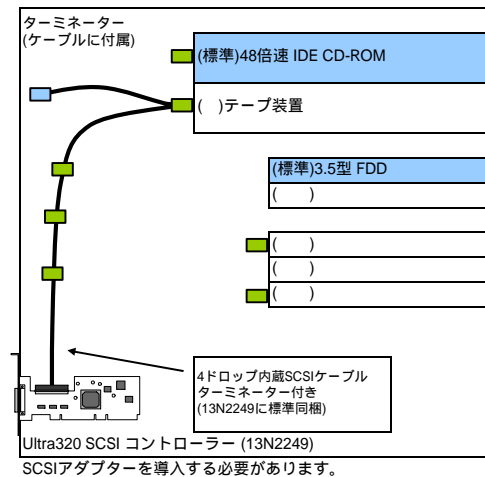 ターミネーター
(ケーブルに付属)
(標準)48倍速 IDE CD-ROM
(　)テープ装置
(標準)3.5型 FDD
(　　)
(　　)
(　　)
(　　)
4ドロップ内蔵SCSIケーブル
ターミネーター付き
(13N2249に標準同梱)
Ultra320 SCSI コントローラー (13N2249)
SCSIアダプターを導入する必要があります。